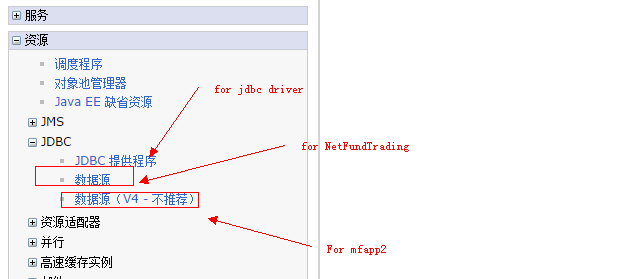 服务
资源
调度程序
对象池管理器
Java EE 缺省资源
for jdbc driver
JMS
JDBC
for NetFundTrading
JDBC 提供程序
数据源
数据源（V4 - 不推荐）
资源适配器
For mfapp2
并行
高速缓存实例